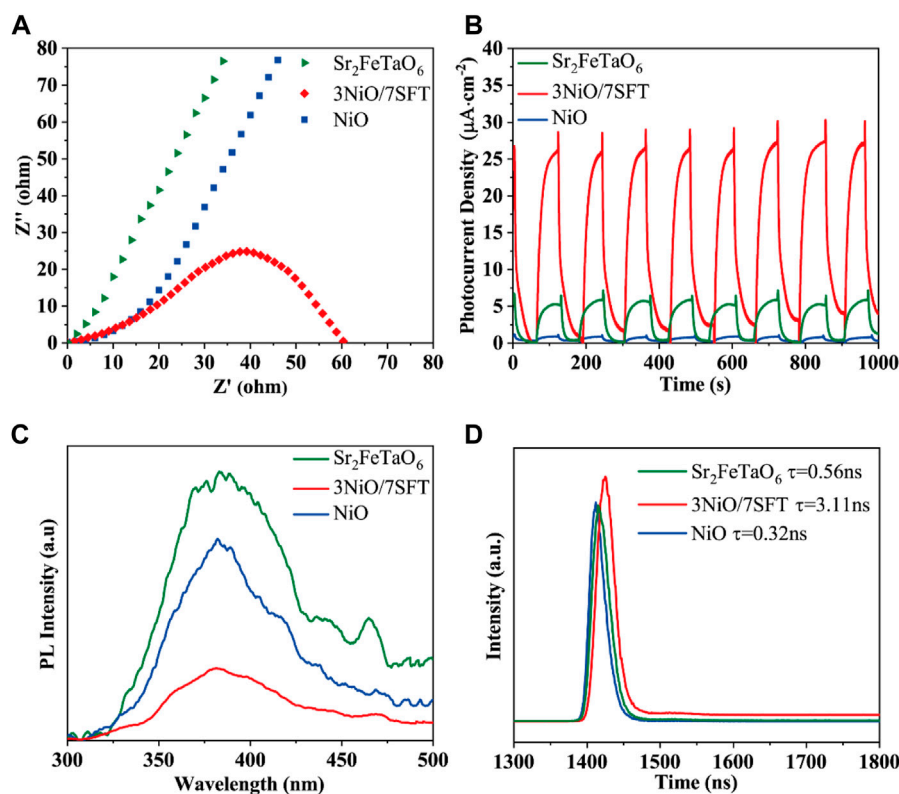 A
Sr₂FeTaO₆
3NiO/7SFT
NiO
Z'' (ohm)
80
70
60
50
40
30
20
10
0
0 10 20 30 40 50 60 70 80
Z' (ohm)
B
Sr₂FeTaO₆
3NiO/7SFT
NiO
Photocurrent Density (μA·cm⁻²)
40
35
30
25
20
15
10
5
0
0 200 400 600 800 1000
Time (s)
C
Sr₂FeTaO₆
3NiO/7SFT
NiO
PL Intensity (a.u)
300 350 400 450 500
Wavelength (nm)
D
Sr₂FeTaO₆ τ=0.56ns
3NiO/7SFT τ=3.11ns
NiO τ=0.32ns
Intensity (a.u.)
1300 1400 1500 1600 1700 1800
Time (ns)